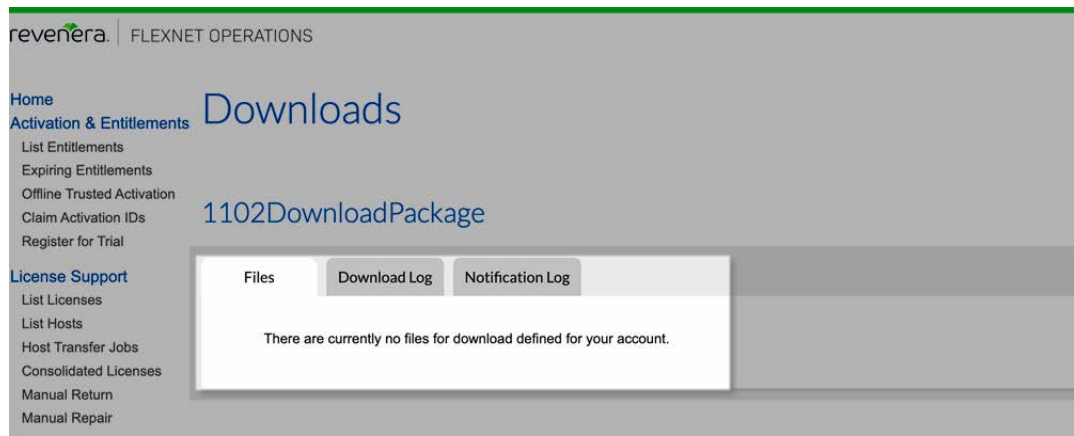 revenera. FLEXNET OPERATIONS
Home
Activation & Entitlements
List Entitlements
Expiring Entitlements
Offline Trusted Activation
Claim Activation IDs
Register for Trial
License Support
List Licenses
List Hosts
Host Transfer Jobs
Consolidated Licenses
Manual Return
Manual Repair
Downloads
1102DownloadPackage
Files Download Log Notification Log
There are currently no files for download defined for your account.